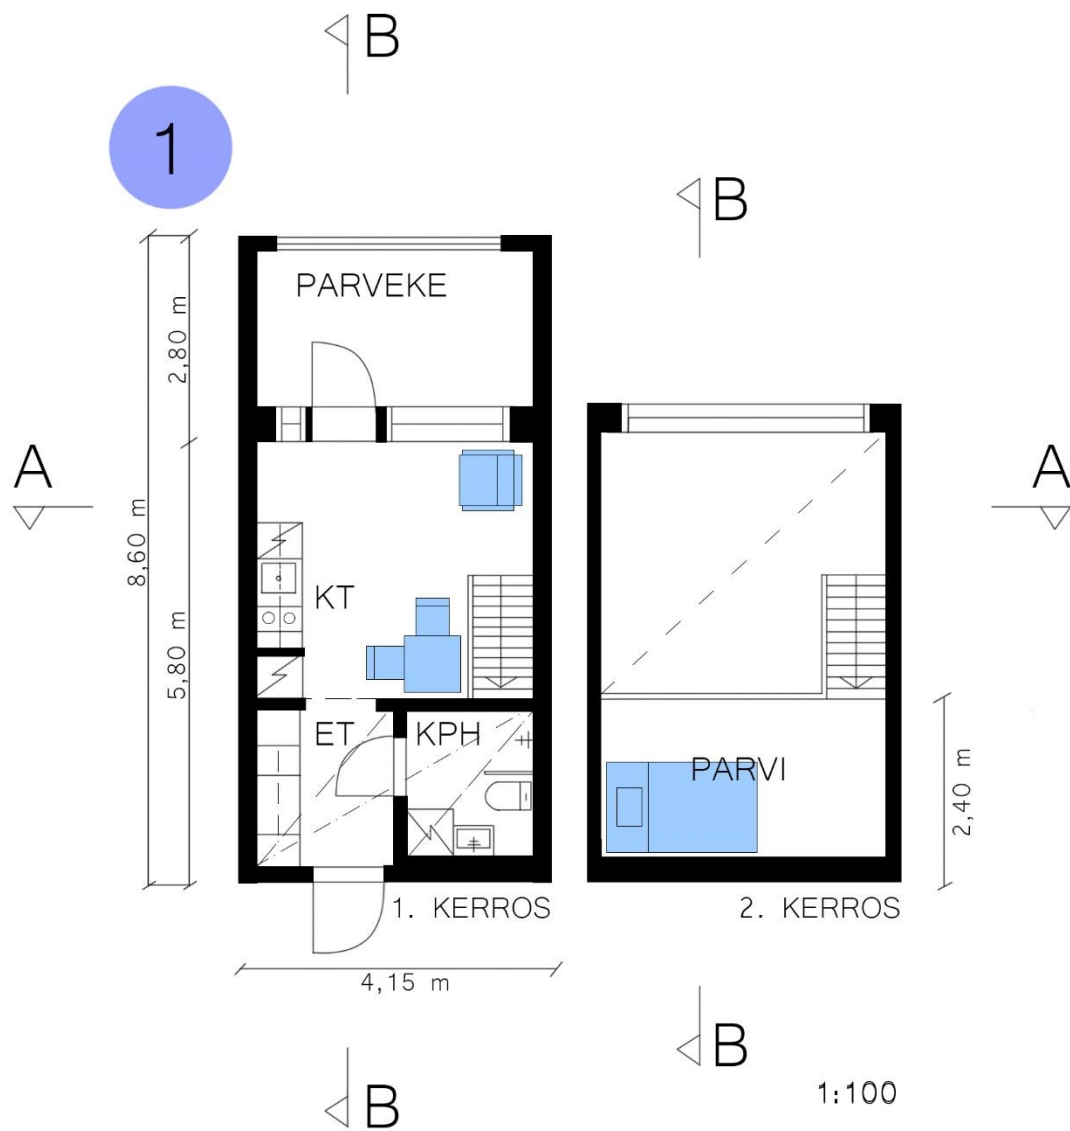 B
1
B
PARVEKE
2,80 m
A
A
8,60 m
KT
5,80 m
ET
KPH
PARVI
2,40 m
1. KERROS
2. KERROS
4,15 m
B
B
1:100